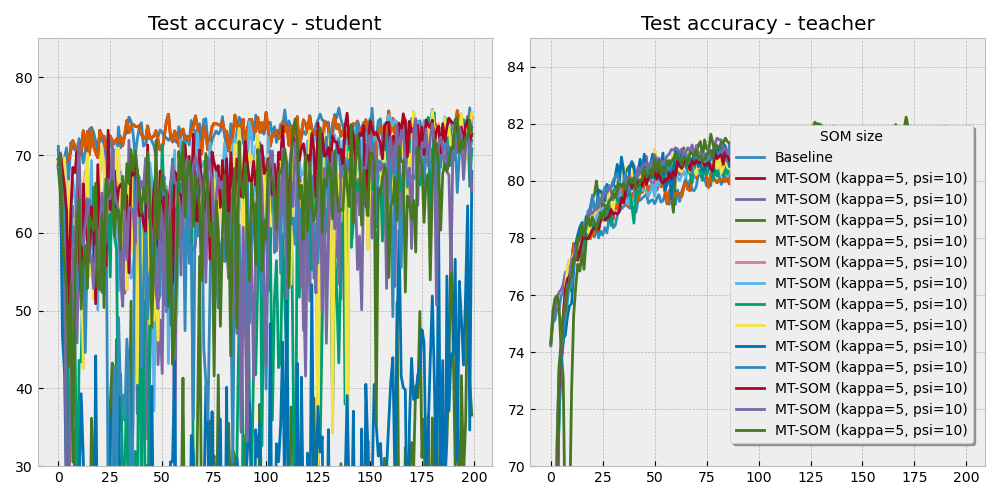 Test accuracy - student
80
70
60
50
40
30
0 25 50 75 100 125 150 175 200
Test accuracy - teacher
84
82
80
78
76
74
72
70
0 25 50 75 100 125 150 175 200
SOM size
Baseline
MT-SOM (kappa=5, psi=10)
MT-SOM (kappa=5, psi=10)
MT-SOM (kappa=5, psi=10)
MT-SOM (kappa=5, psi=10)
MT-SOM (kappa=5, psi=10)
MT-SOM (kappa=5, psi=10)
MT-SOM (kappa=5, psi=10)
MT-SOM (kappa=5, psi=10)
MT-SOM (kappa=5, psi=10)
MT-SOM (kappa=5, psi=10)
MT-SOM (kappa=5, psi=10)
MT-SOM (kappa=5, psi=10)
MT-SOM (kappa=5, psi=10)